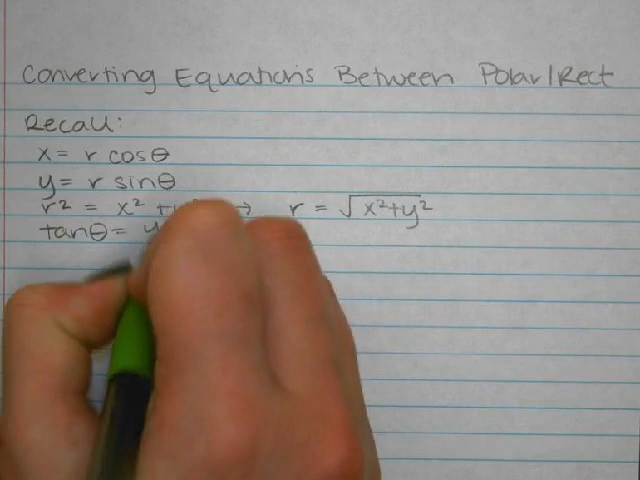 Converting Equations Between Polar/Rect
Recall:
x = r cosθ
y = r sinθ
r² = x² + → r = √x²+y²
tanθ = y